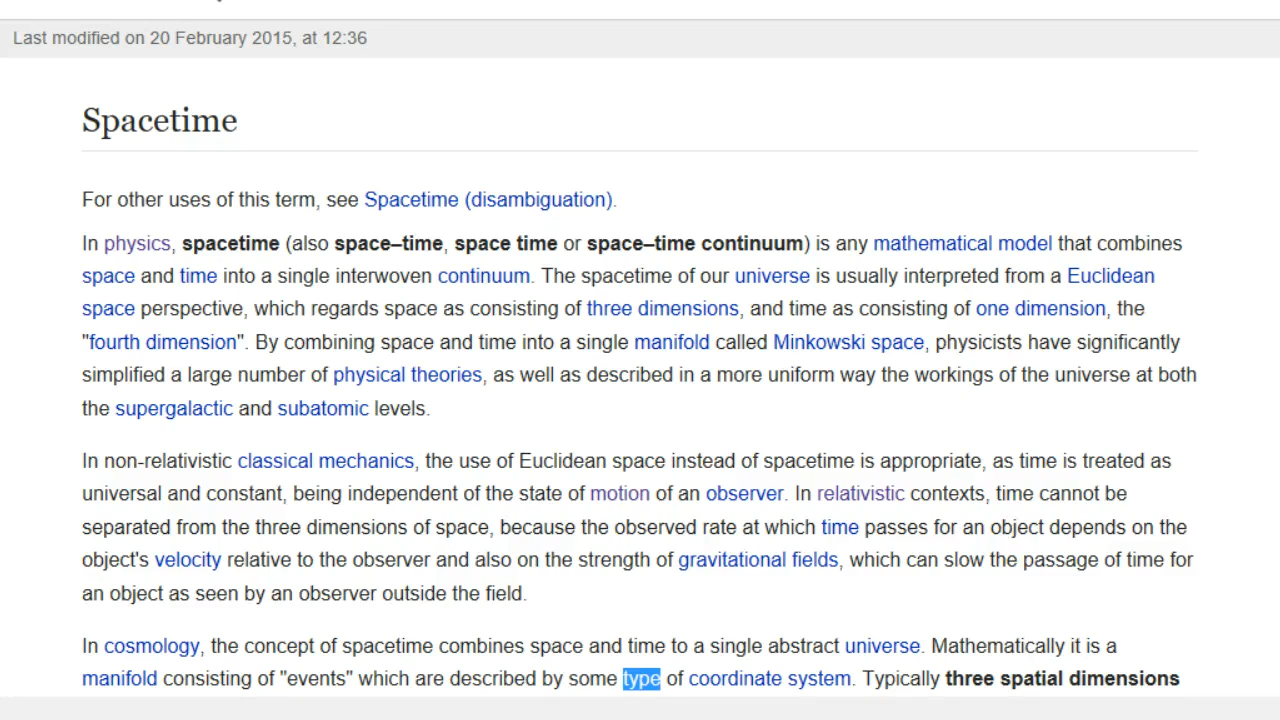 Last modified on 20 February 2015, at 12:36
Spacetime
For other uses of this term, see Spacetime (disambiguation).
In physics, spacetime (also space–time, space time or space–time continuum) is any mathematical model that combines
space and time into a single interwoven continuum. The spacetime of our universe is usually interpreted from a Euclidean
space perspective, which regards space as consisting of three dimensions, and time as consisting of one dimension, the
"fourth dimension". By combining space and time into a single manifold called Minkowski space, physicists have significantly
simplified a large number of physical theories, as well as described in a more uniform way the workings of the universe at both
the supergalactic and subatomic levels.
In non-relativistic classical mechanics, the use of Euclidean space instead of spacetime is appropriate, as time is treated as
universal and constant, being independent of the state of motion of an observer. In relativistic contexts, time cannot be
separated from the three dimensions of space, because the observed rate at which time passes for an object depends on the
object's velocity relative to the observer and also on the strength of gravitational fields, which can slow the passage of time for
an object as seen by an observer outside the field.
In cosmology, the concept of spacetime combines space and time to a single abstract universe. Mathematically it is a
manifold consisting of "events" which are described by some type of coordinate system. Typically three spatial dimensions